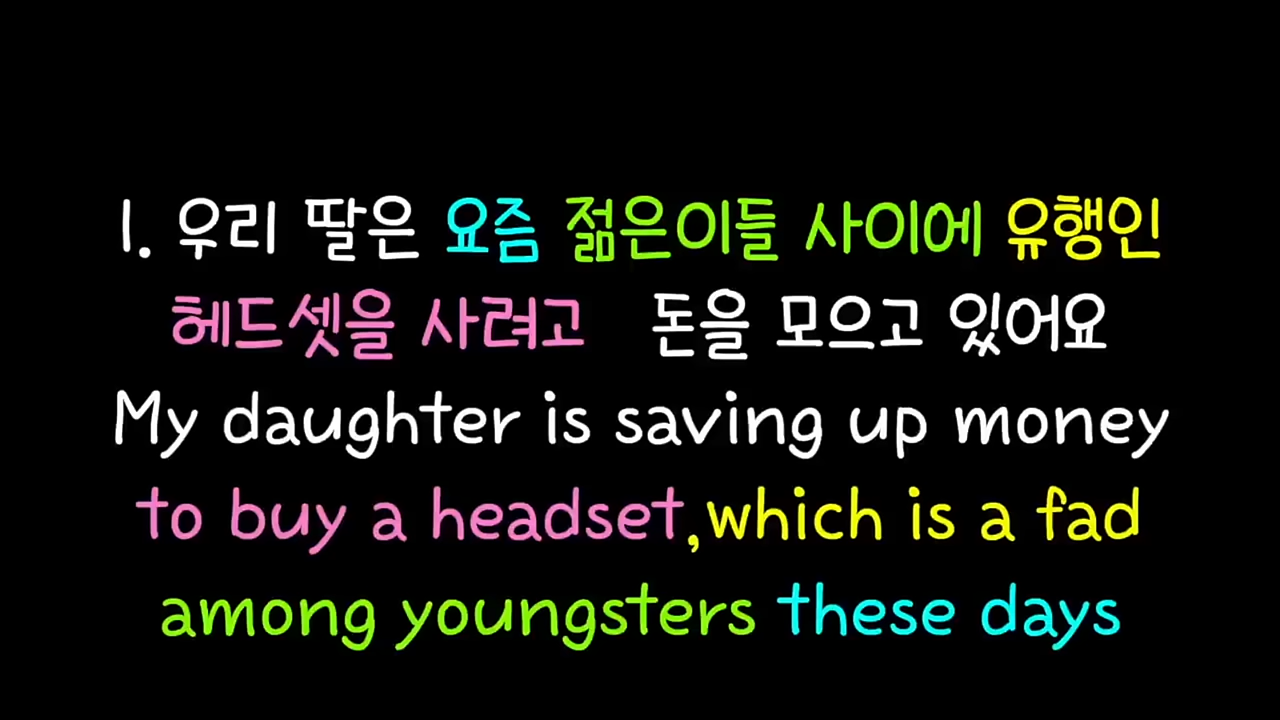 1. 우리 딸은 요즘 젊은이들 사이에 유행인
헤드셋을 사려고 돈을 모으고 있어요
My daughter is saving up money
to buy a headset,which is a fad
among youngsters these days